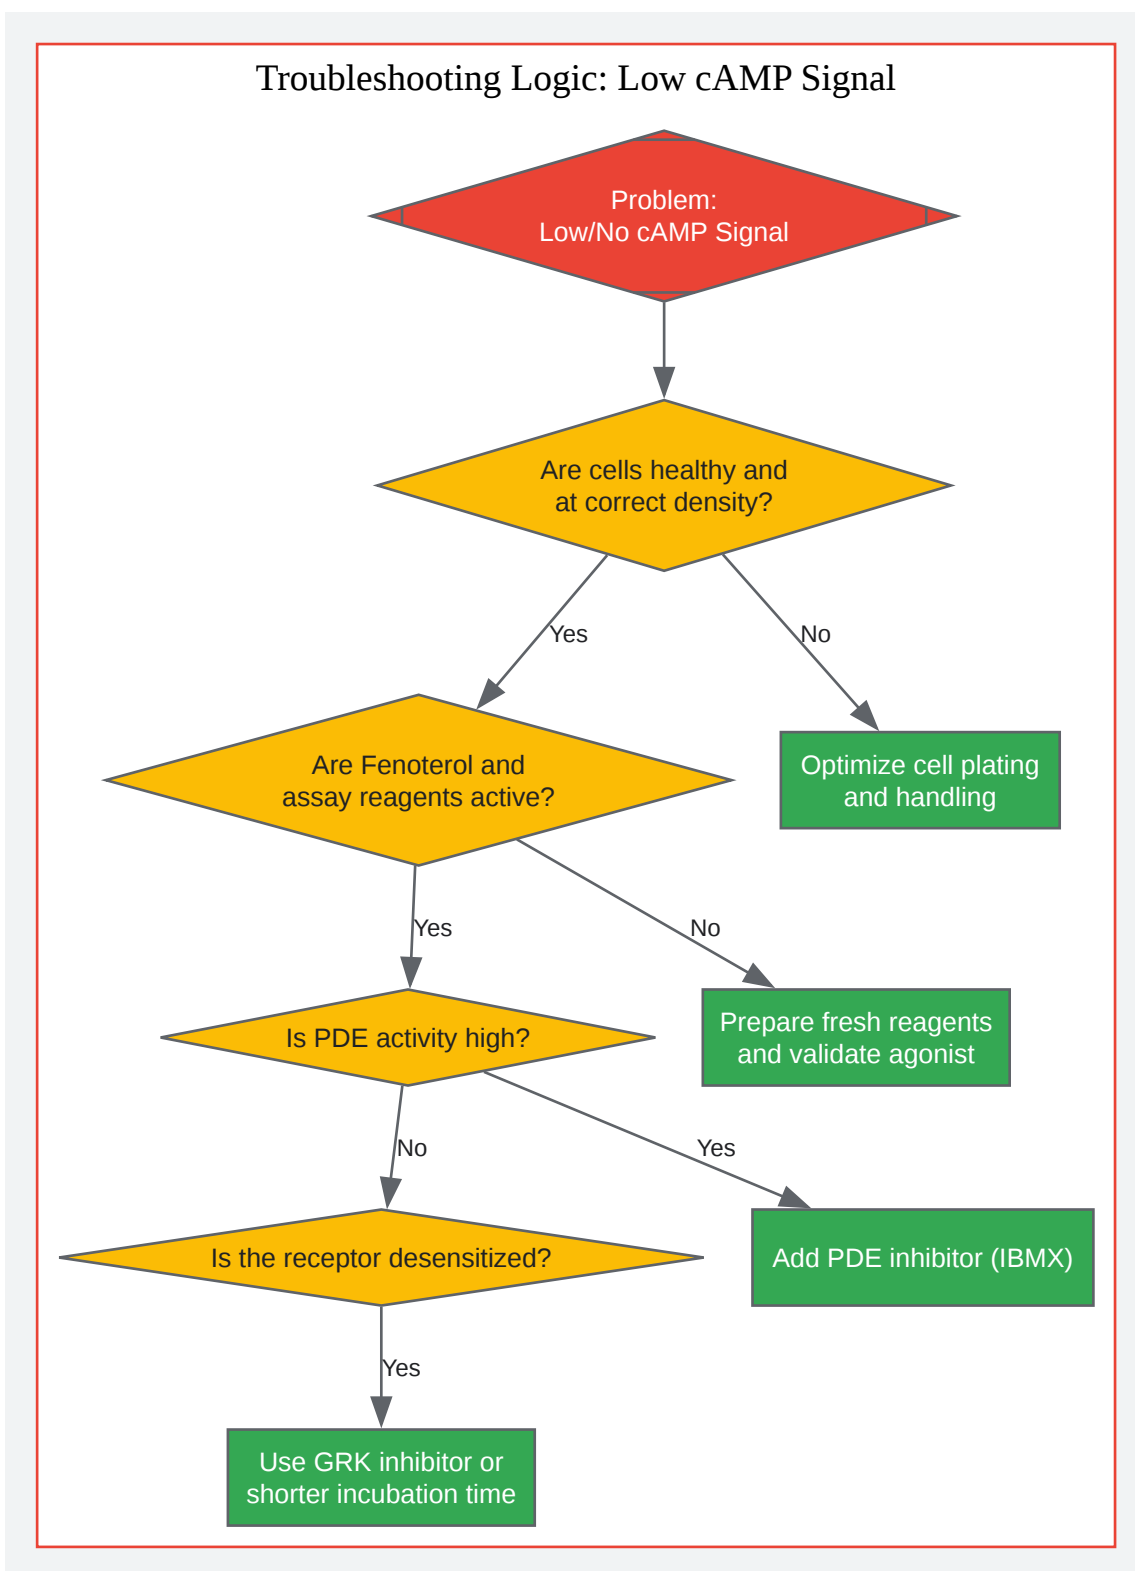 Troubleshooting Logic: Low cAMP Signal
Problem:
Low/No cAMP Signal
Are cells healthy and
at correct density?
Yes
No
Are Fenoterol and
assay reagents active?
Optimize cell plating
and handling
Yes
No
Is PDE activity high?
Prepare fresh reagents
and validate agonist
No
Yes
Is the receptor desensitized?
Add PDE inhibitor (IBMX)
Yes
Use GRK inhibitor or
shorter incubation time